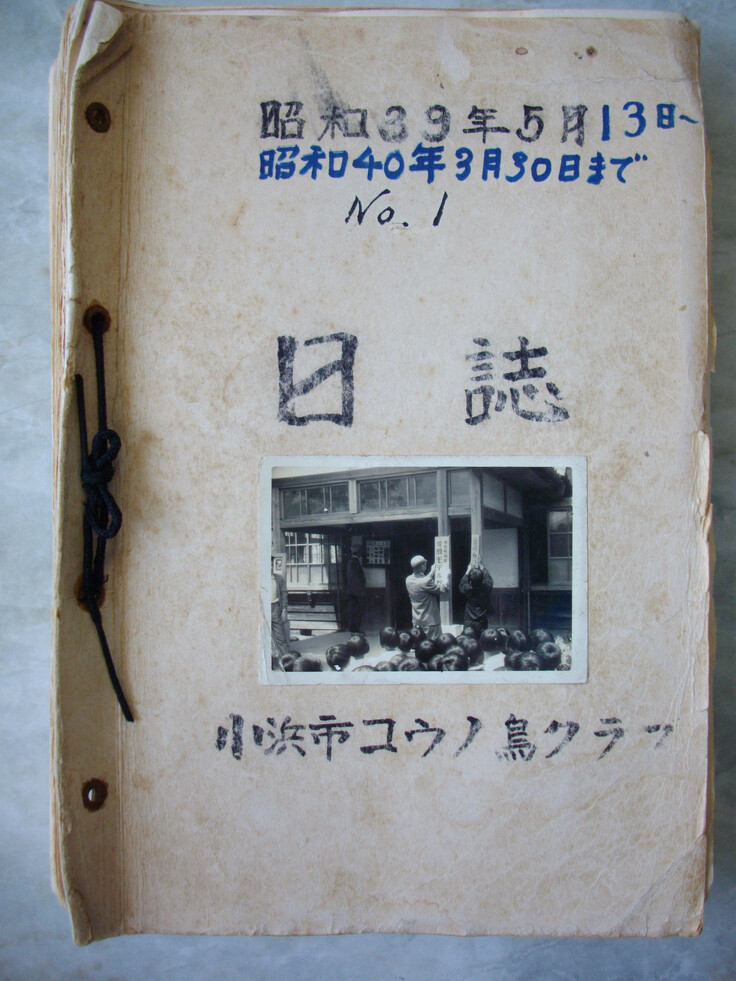 昭和39年5月13日~
昭和40年3月30日まで
No. 1
日 誌
小浜市コウノ鳥クラフ